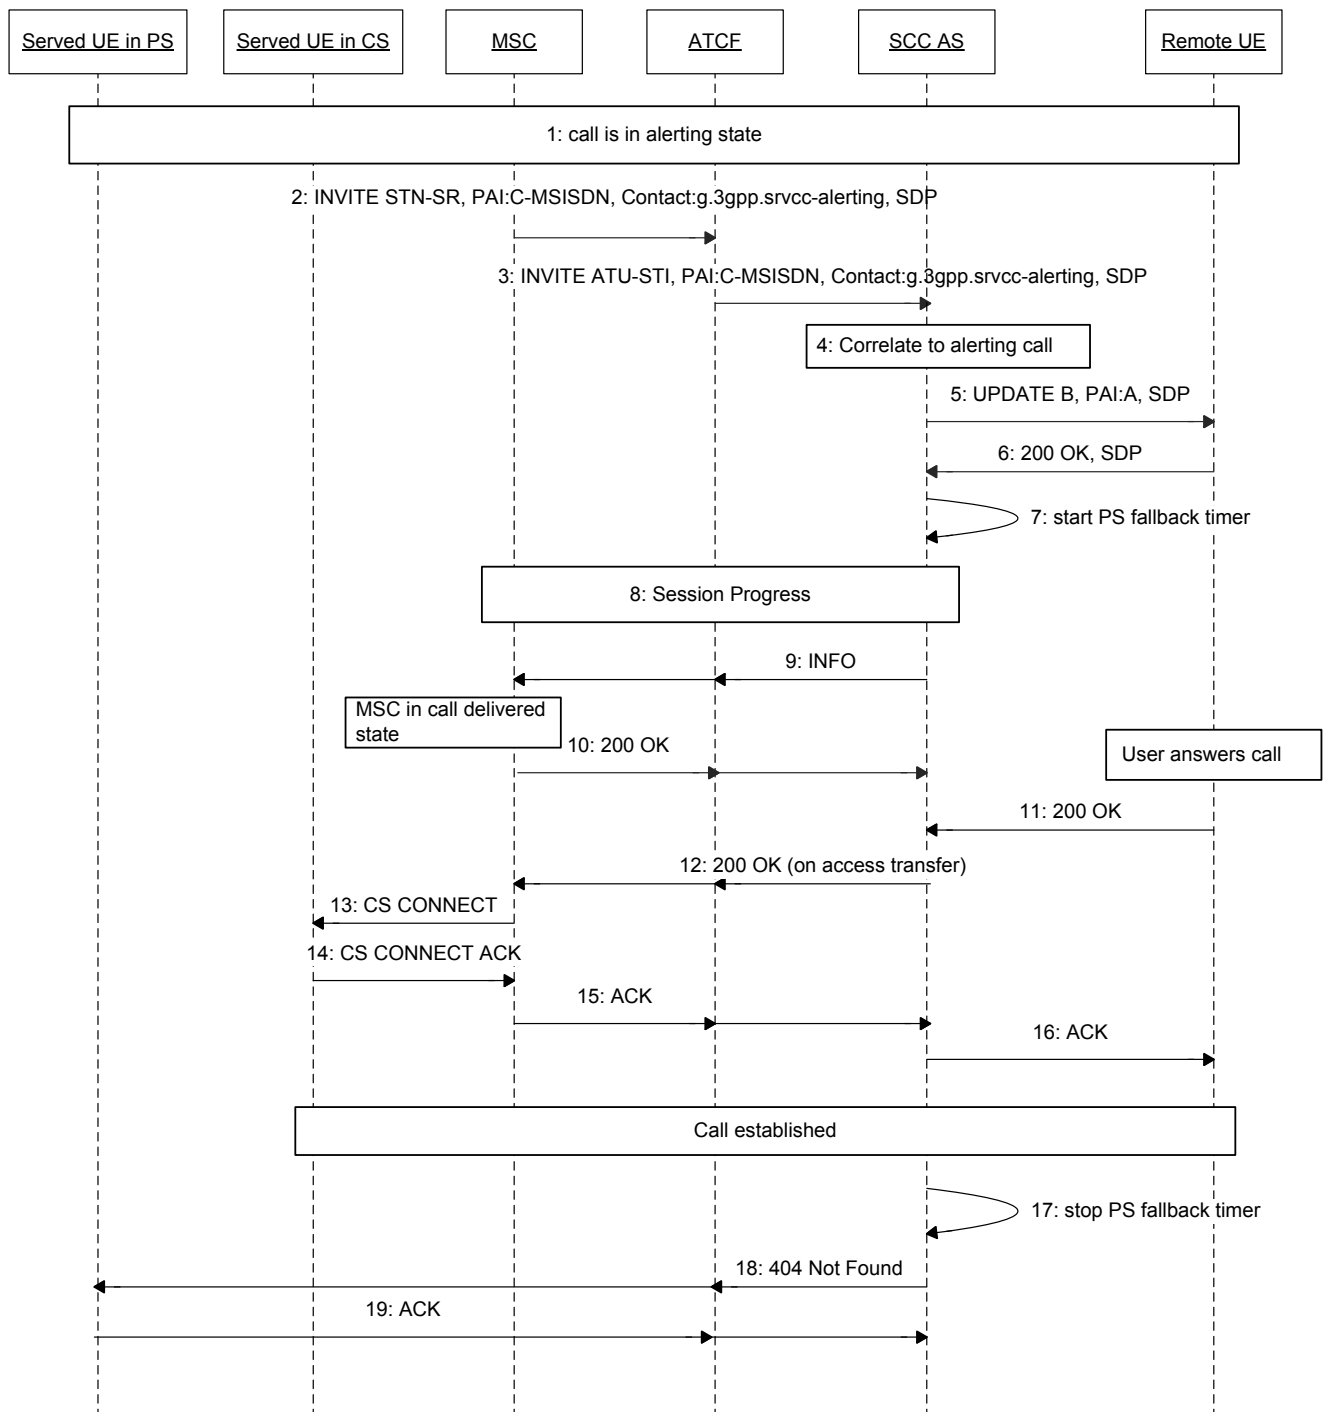 Served UE in PS
Served UE in CS
MSC
ATCF
SCC AS
Remote UE
1: call is in alerting state
2: INVITE STN-SR, PAI:C-MSISDN, Contact:g.3gpp.srvcc-alerting, SDP
3: INVITE ATU-STI, PAI:C-MSISDN, Contact:g.3gpp.srvcc-alerting, SDP
4: Correlate to alerting call
5: UPDATE B, PAI:A, SDP
6: 200 OK, SDP
7: start PS fallback timer
8: Session Progress
9: INFO
MSC in call delivered
state
10: 200 OK
User answers call
11: 200 OK
12: 200 OK (on access transfer)
13: CS CONNECT
14: CS CONNECT ACK
15: ACK
16: ACK
Call established
17: stop PS fallback timer
18: 404 Not Found
19: ACK